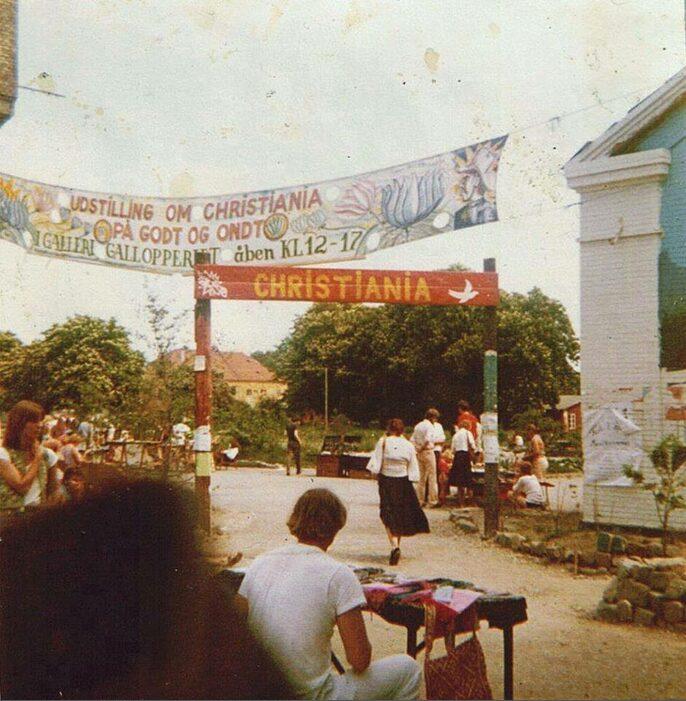 UDSTILLING OM CHRISTIANIA
PÅ GODT OG ONDT
I GALLERI GALLOPPERIET åben KL.12-17
CHRISTIANIA